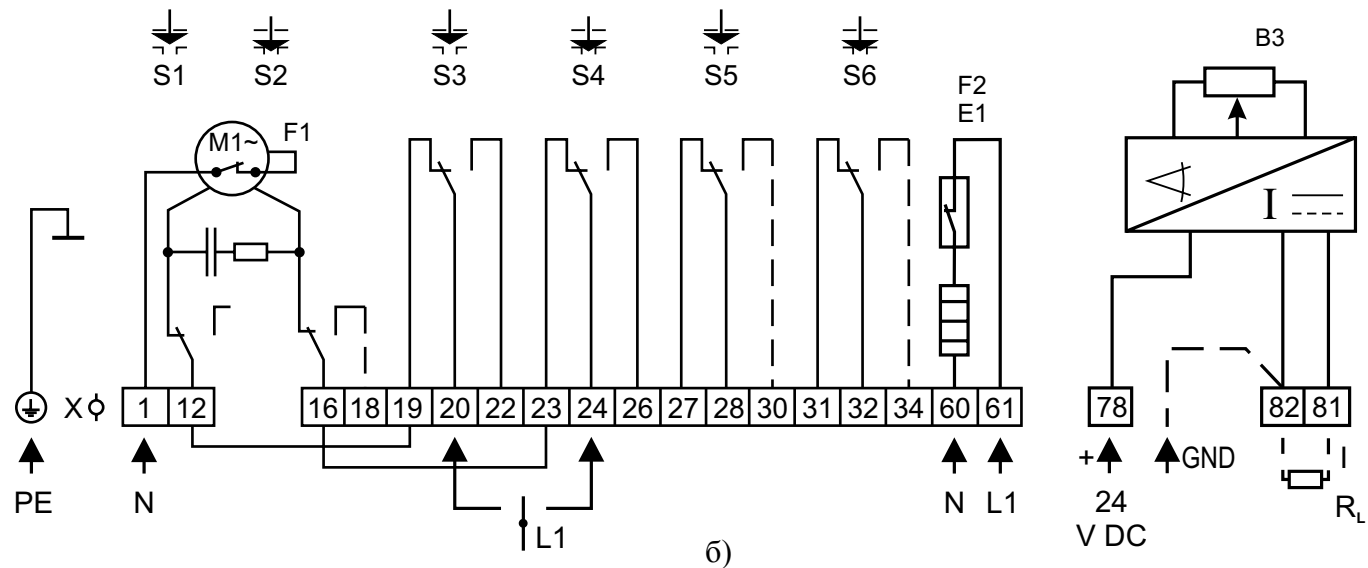 S1 S2 S3 S4 S5 S6
B3
F2
E1
M1~ F1
I
X 1 12 16 18 19 20 22 23 24 26 27 28 30 31 32 34 60 61 78 82 81
PE N L1 N L1 + GND I
24
V DC
RL
б)